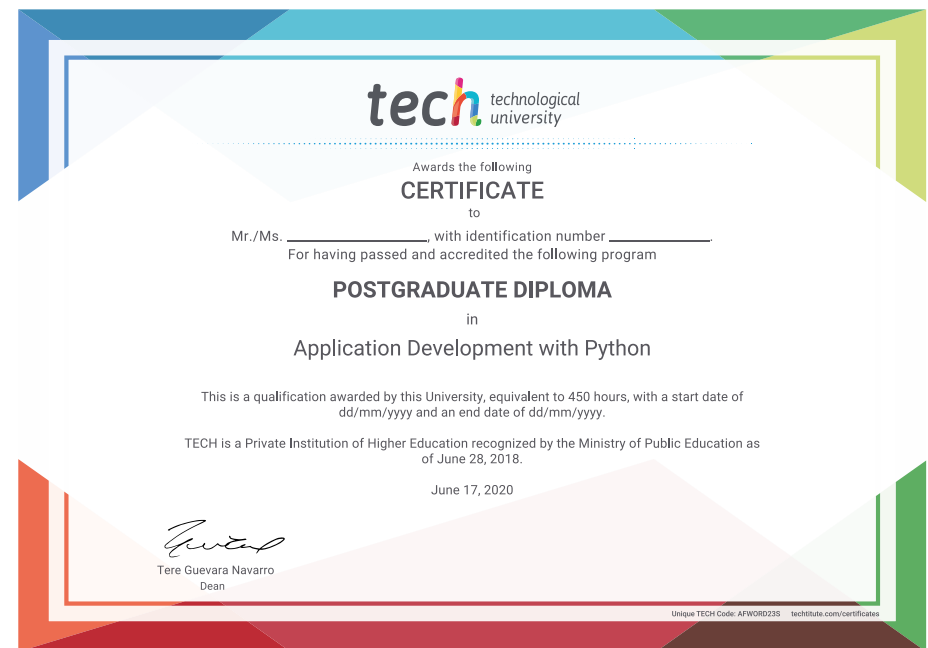 tech technological
university
Awards the following
CERTIFICATE
to
Mr./Ms. ____________, with identification number ____________.
For having passed and accredited the following program
POSTGRADUATE DIPLOMA
in
Application Development with Python
This is a qualification awarded by this University, equivalent to 450 hours, with a start date of
dd/mm/yyyy and an end date of dd/mm/yyyy.
TECH is a Private Institution of Higher Education recognized by the Ministry of Public Education as
of June 28, 2018.
June 17, 2020
Tere Guevara Navarro
Dean
Unique TECH Code: AFWORD23S techtitute.com/certificates